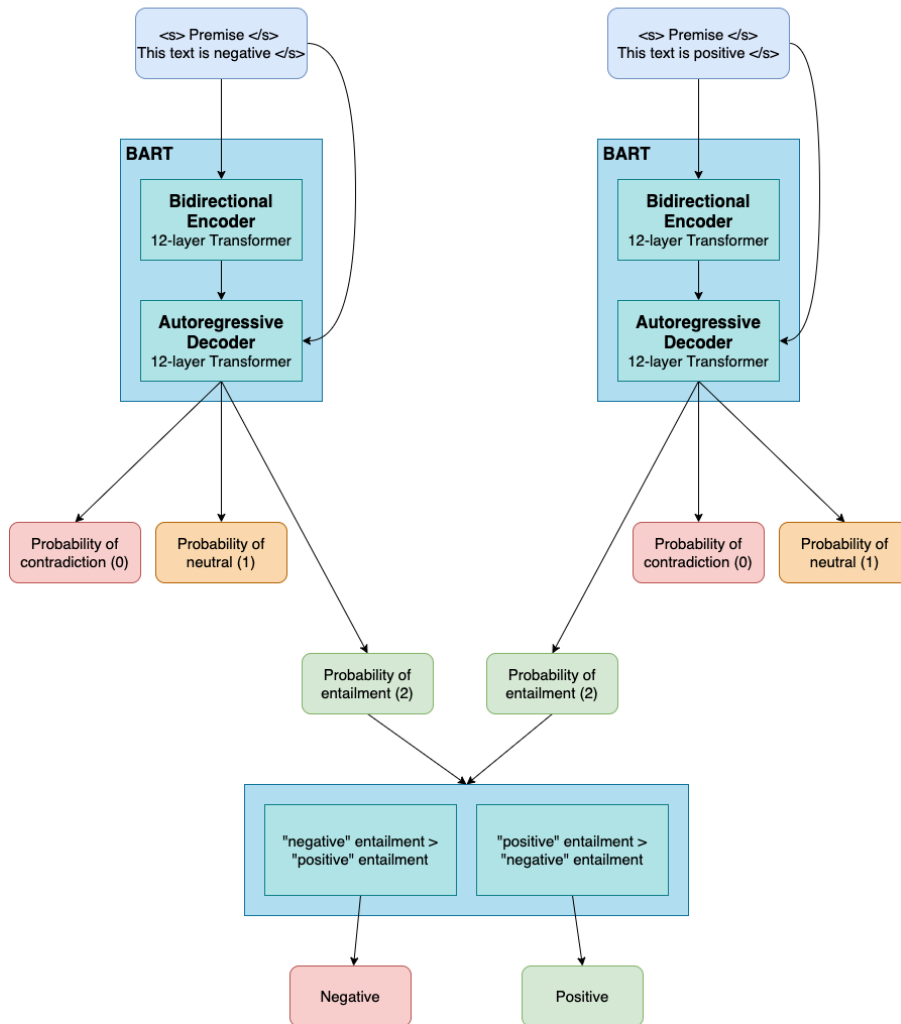 <s> Premise </s>
This text is negative </s>
<s> Premise </s>
This text is positive </s>
BART
Bidirectional
Encoder
12-layer Transformer
Autoregressive
Decoder
12-layer Transformer
BART
Bidirectional
Encoder
12-layer Transformer
Autoregressive
Decoder
12-layer Transformer
Probability of
contradiction (0)
Probability of
neutral (1)
Probability of
contradiction (0)
Probability of
neutral (1)
Probability of
entailment (2)
Probability of
entailment (2)
"negative" entailment >
"positive" entailment
"positive" entailment >
"negative" entailment
Negative
Positive